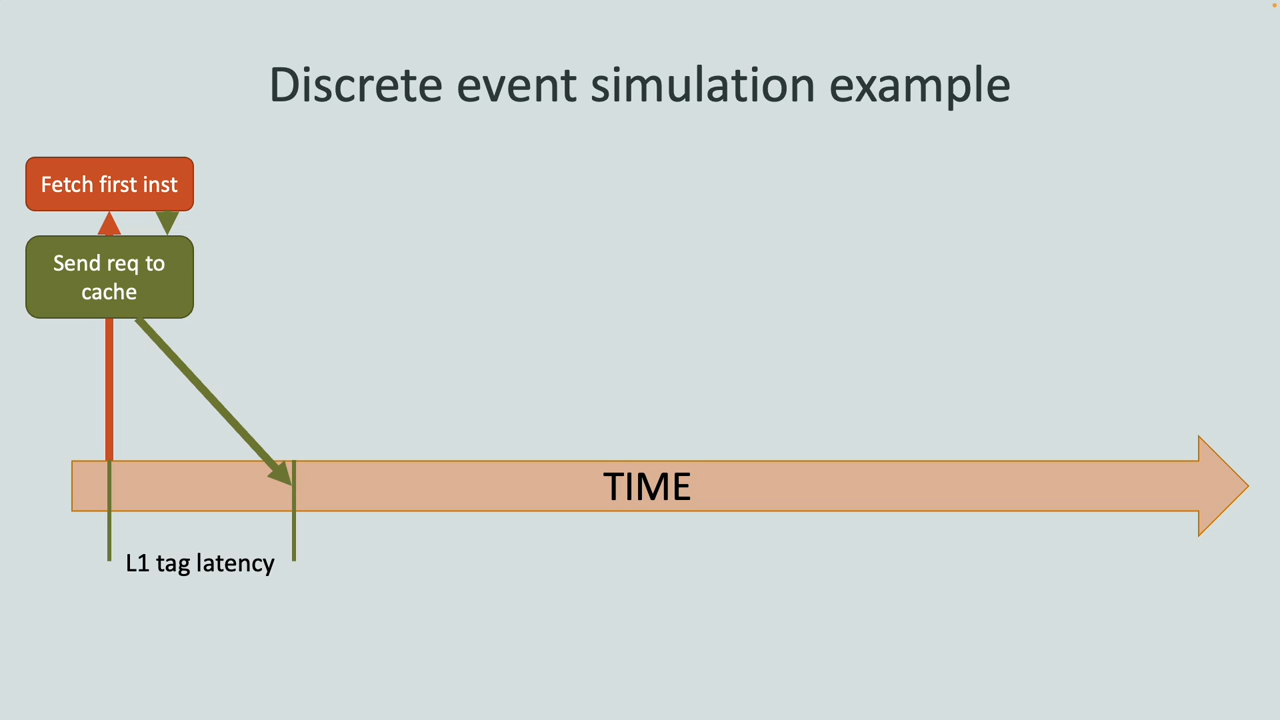 Discrete event simulation example
Fetch first inst
Send req to
cache
TIME
L1 tag latency